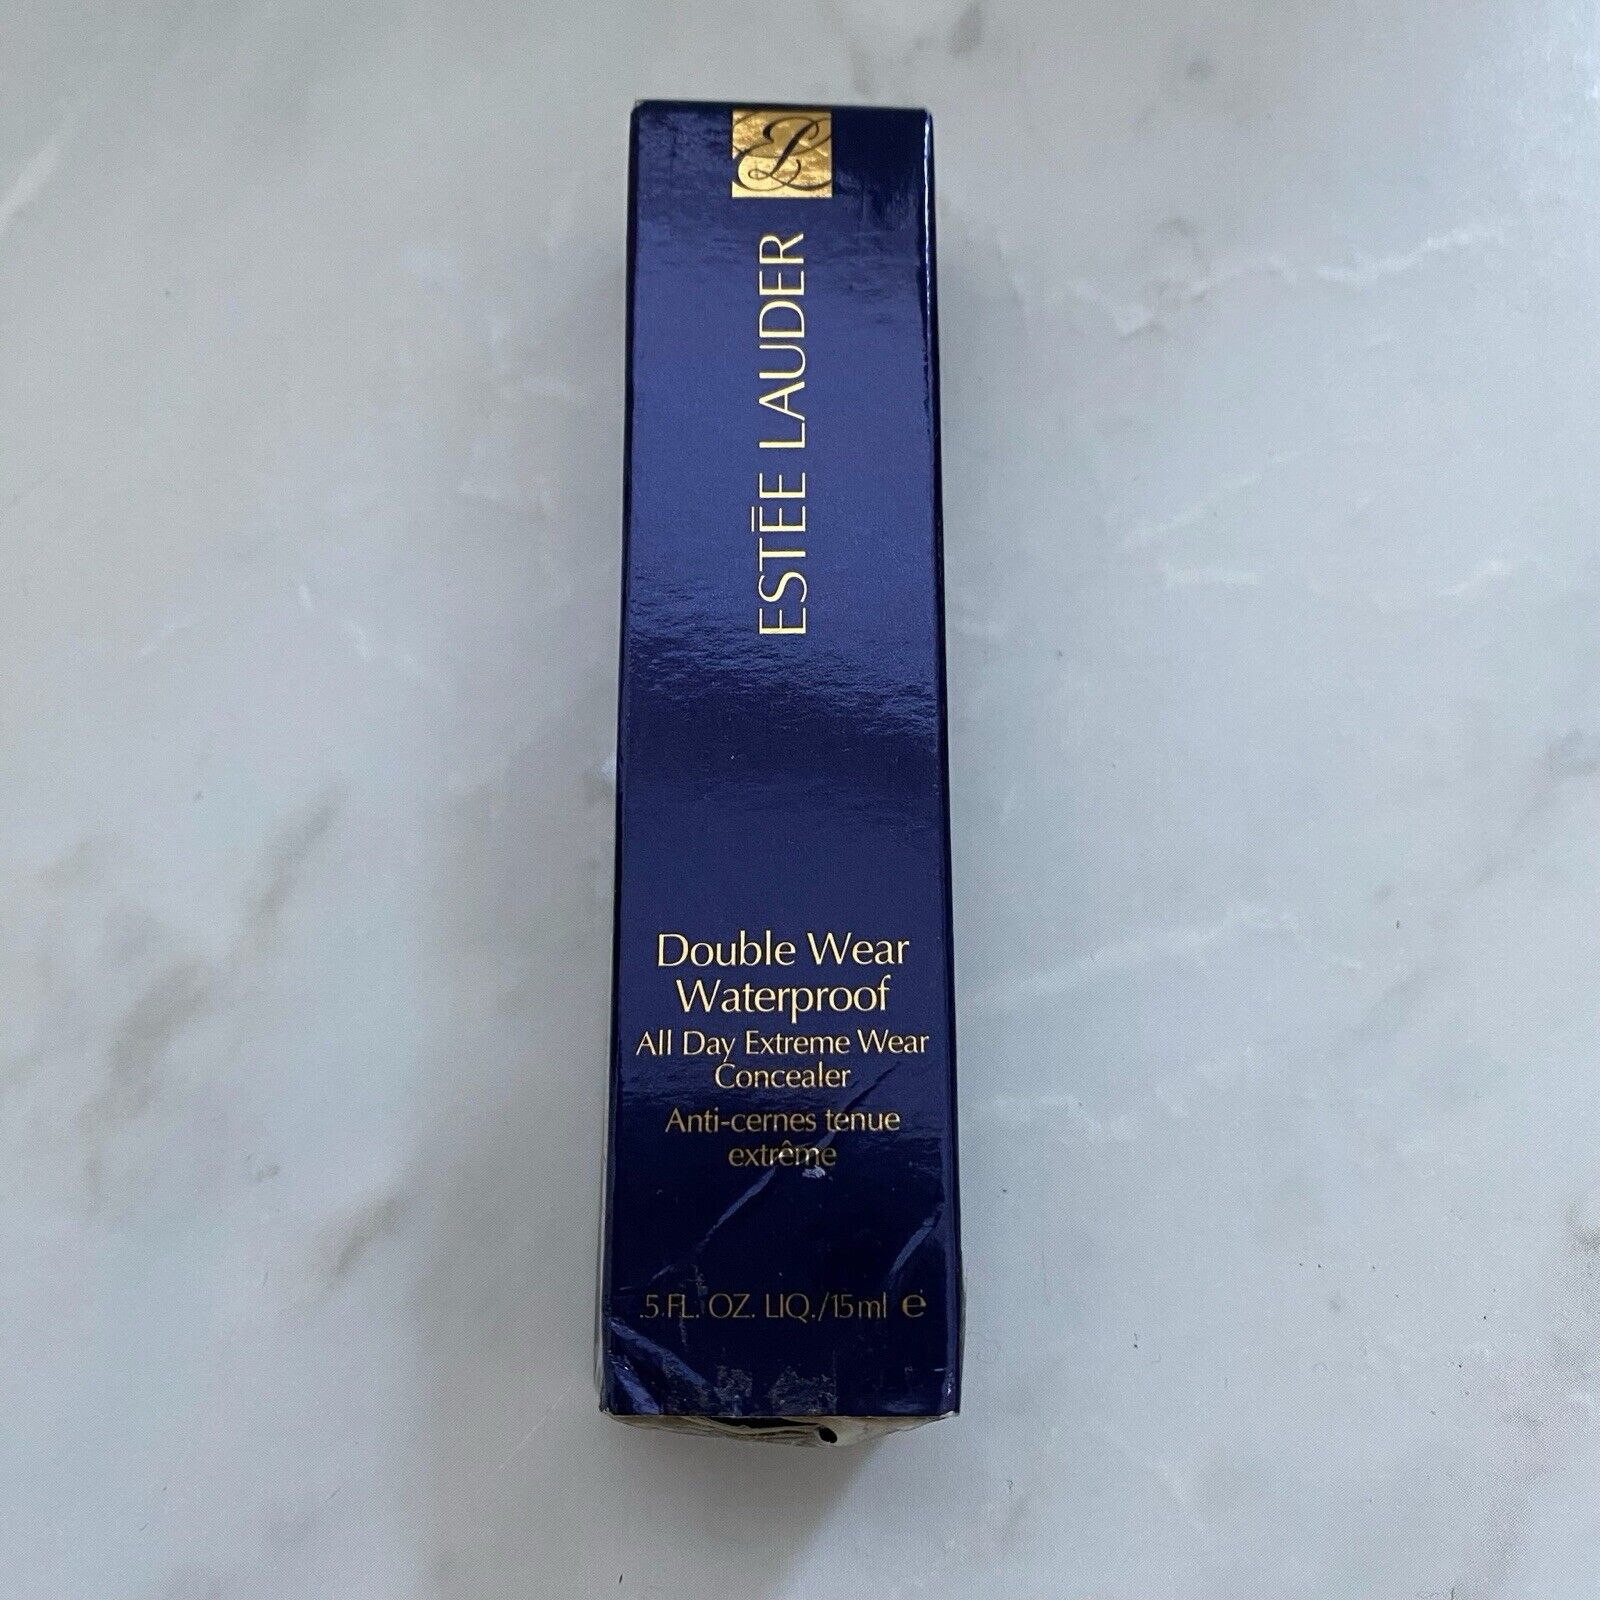 EL
ESTĒE LAUDER
Double Wear
Waterproof
All Day Extreme Wear
Concealer
Anti-cernes tenue
extrême
.5 FL. OZ. LIQ./15ml ℮